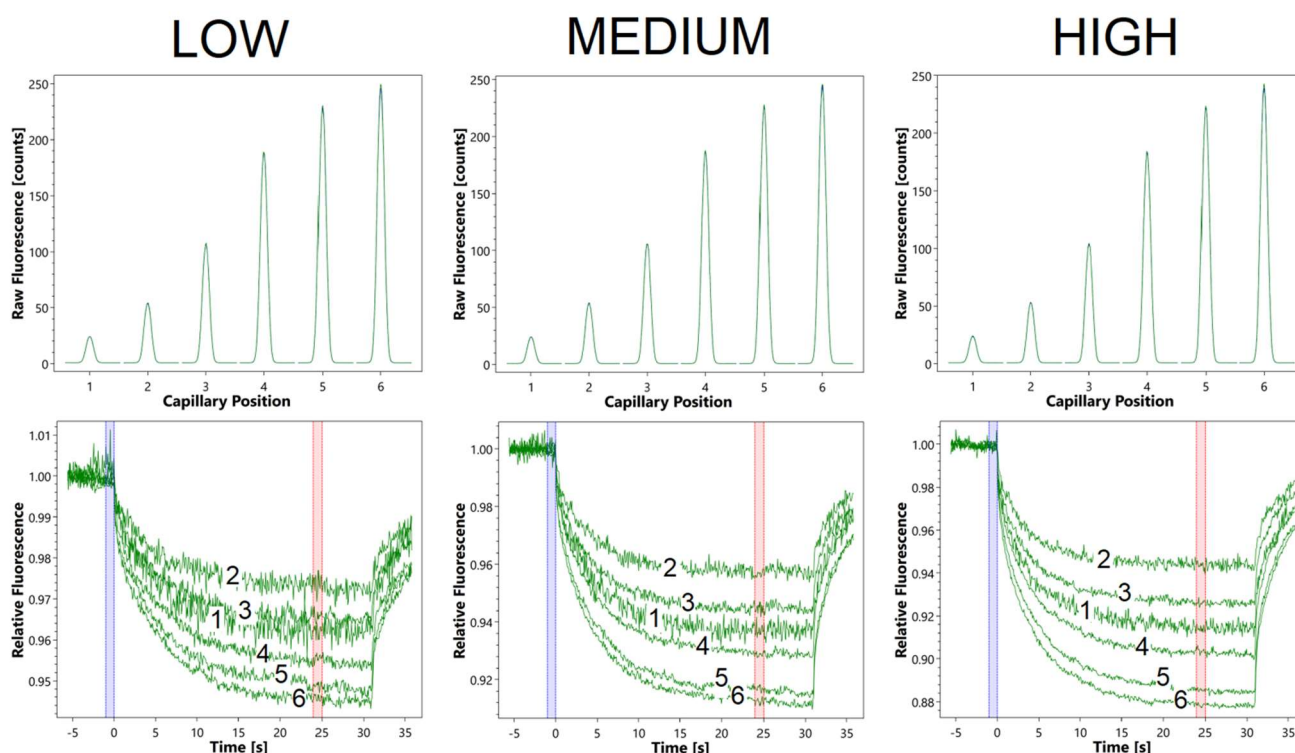 LOW
MEDIUM
HIGH
Raw Fluorescence [counts]
250
200
150
100
50
0
1 2 3 4 5 6
Capillary Position
Raw Fluorescence [counts]
250
200
150
100
50
0
1 2 3 4 5 6
Capillary Position
Raw Fluorescence [counts]
250
200
150
100
50
0
1 2 3 4 5 6
Capillary Position
Relative Fluorescence
1.01
1.00
0.99
0.98
0.97
0.96
0.95
2
3
1
4
5
6
-5 0 5 10 15 20 25 30 35
Time [s]
Relative Fluorescence
1.00
0.98
0.96
0.94
0.92
2
3
1
4
5
6
-5 0 5 10 15 20 25 30 35
Time [s]
Relative Fluorescence
1.00
0.98
0.96
0.94
0.92
0.90
0.88
2
3
1
4
5
6
-5 0 5 10 15 20 25 30 35
Time [s]